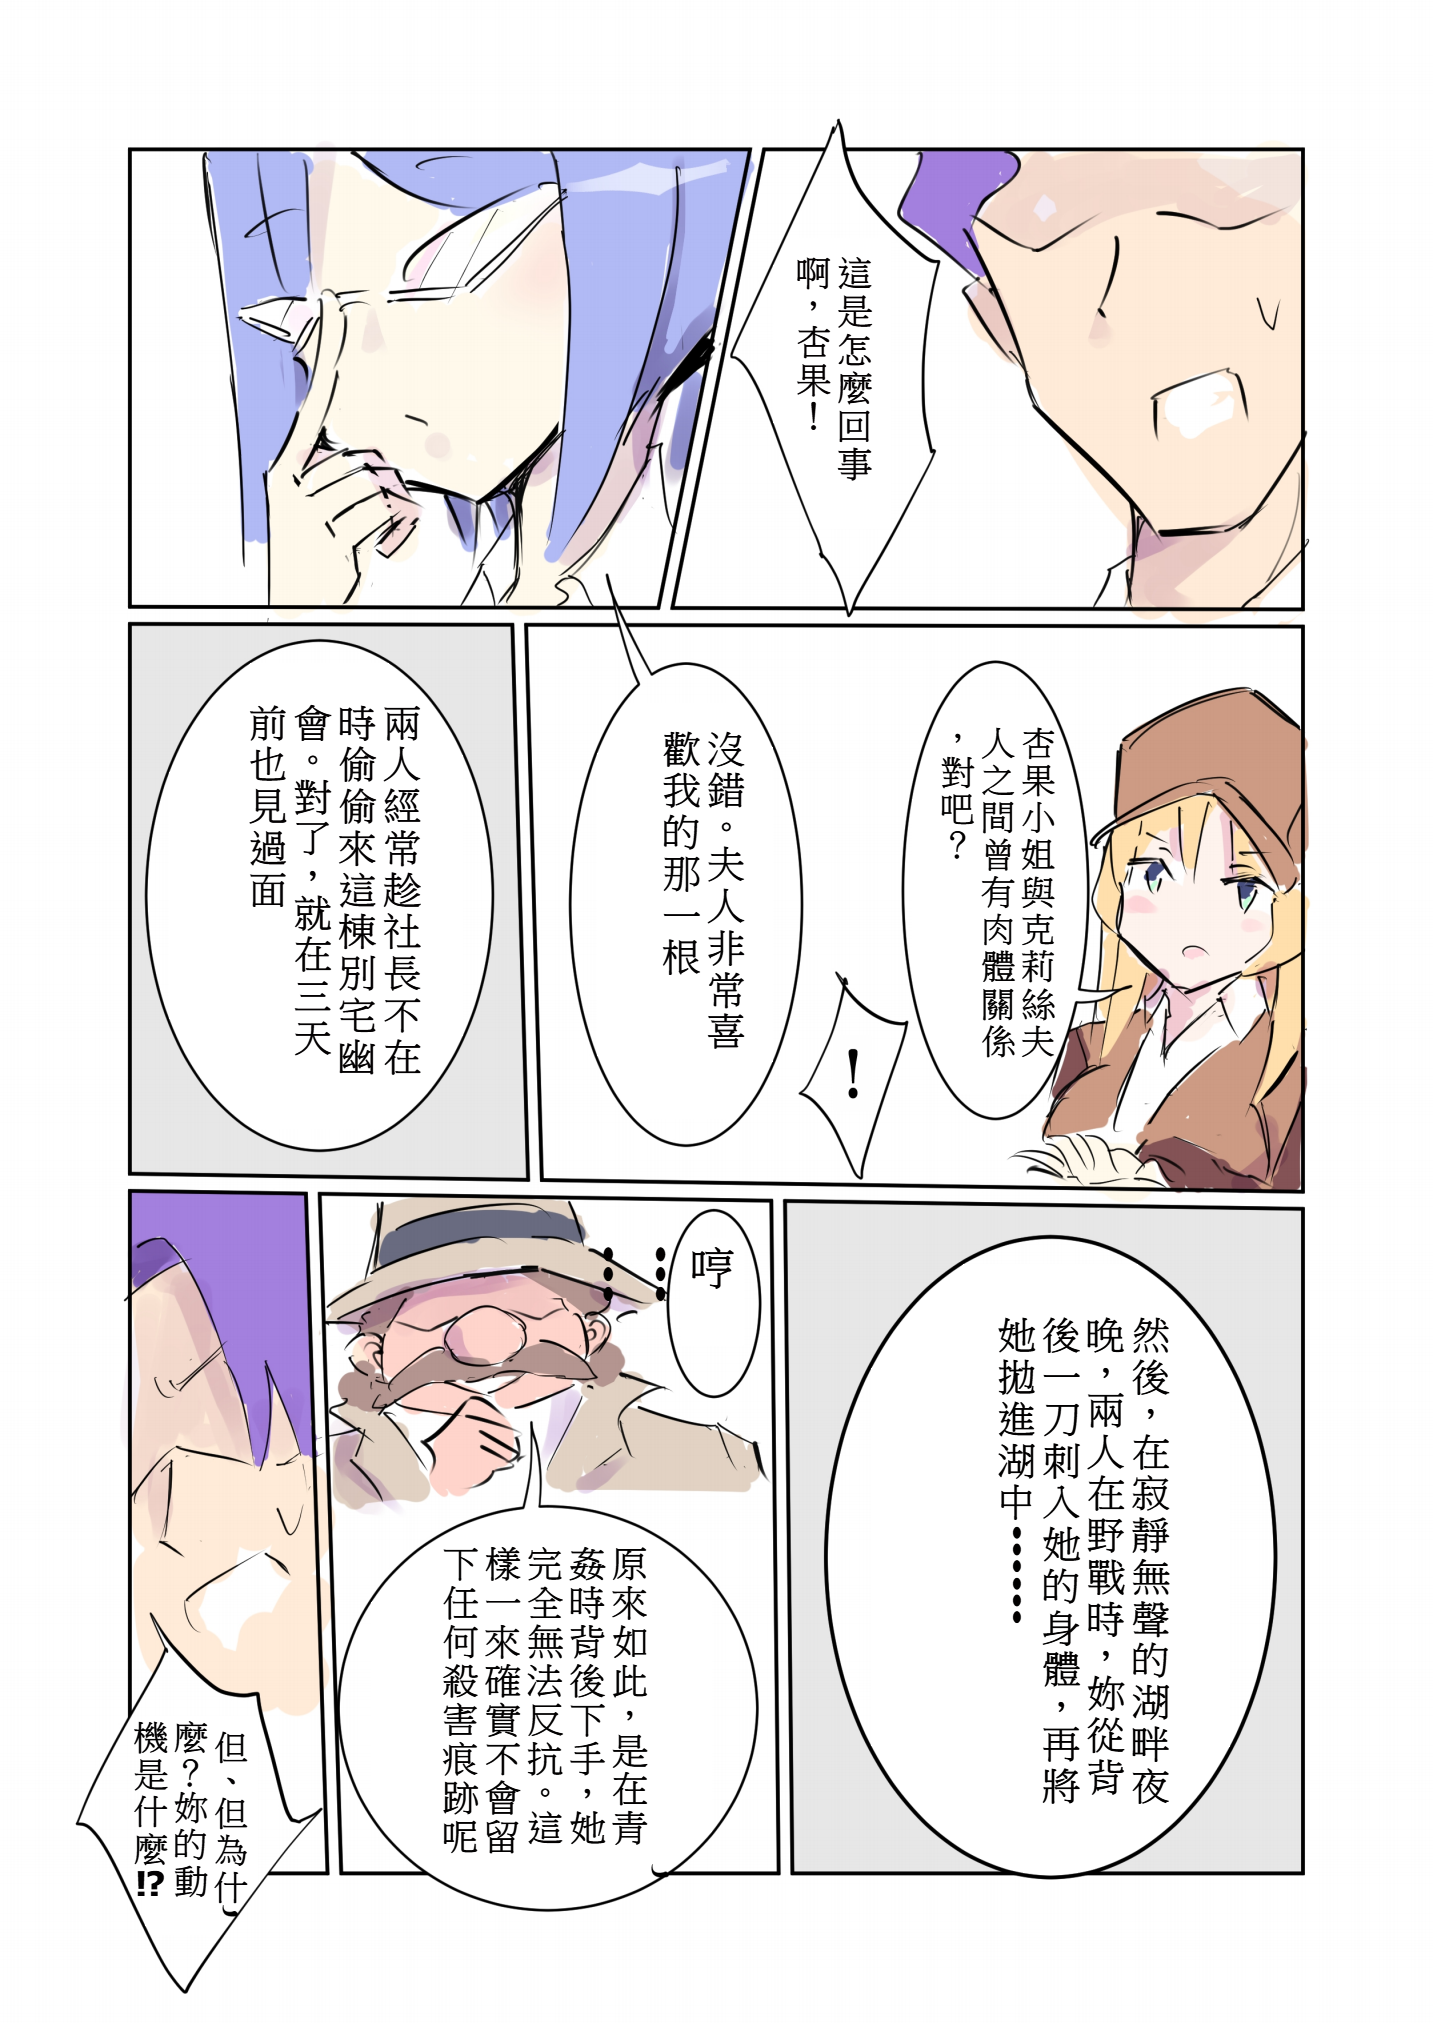 這是怎麼回事
啊，杏果！
杏果小姐與克莉絲夫
人之間曾有肉體關係
，對吧？
！
沒錯。夫人非常喜
歡我的那一根
兩人經常趁社長不在
時偷偷來這棟別宅幽
會。對了，就在三天
前也見過面
然後，在寂靜無聲的湖畔夜
晚，兩人在野戰時，妳從背
後一刀刺入她的身體，再將
她拋進湖中……
哼
……
原來如此，是在青
姦時背後下手，她
完全無法反抗。這
樣一來確實不會留
下任何殺害痕跡呢
但、但為什
麼？妳的動
機是什麼!?